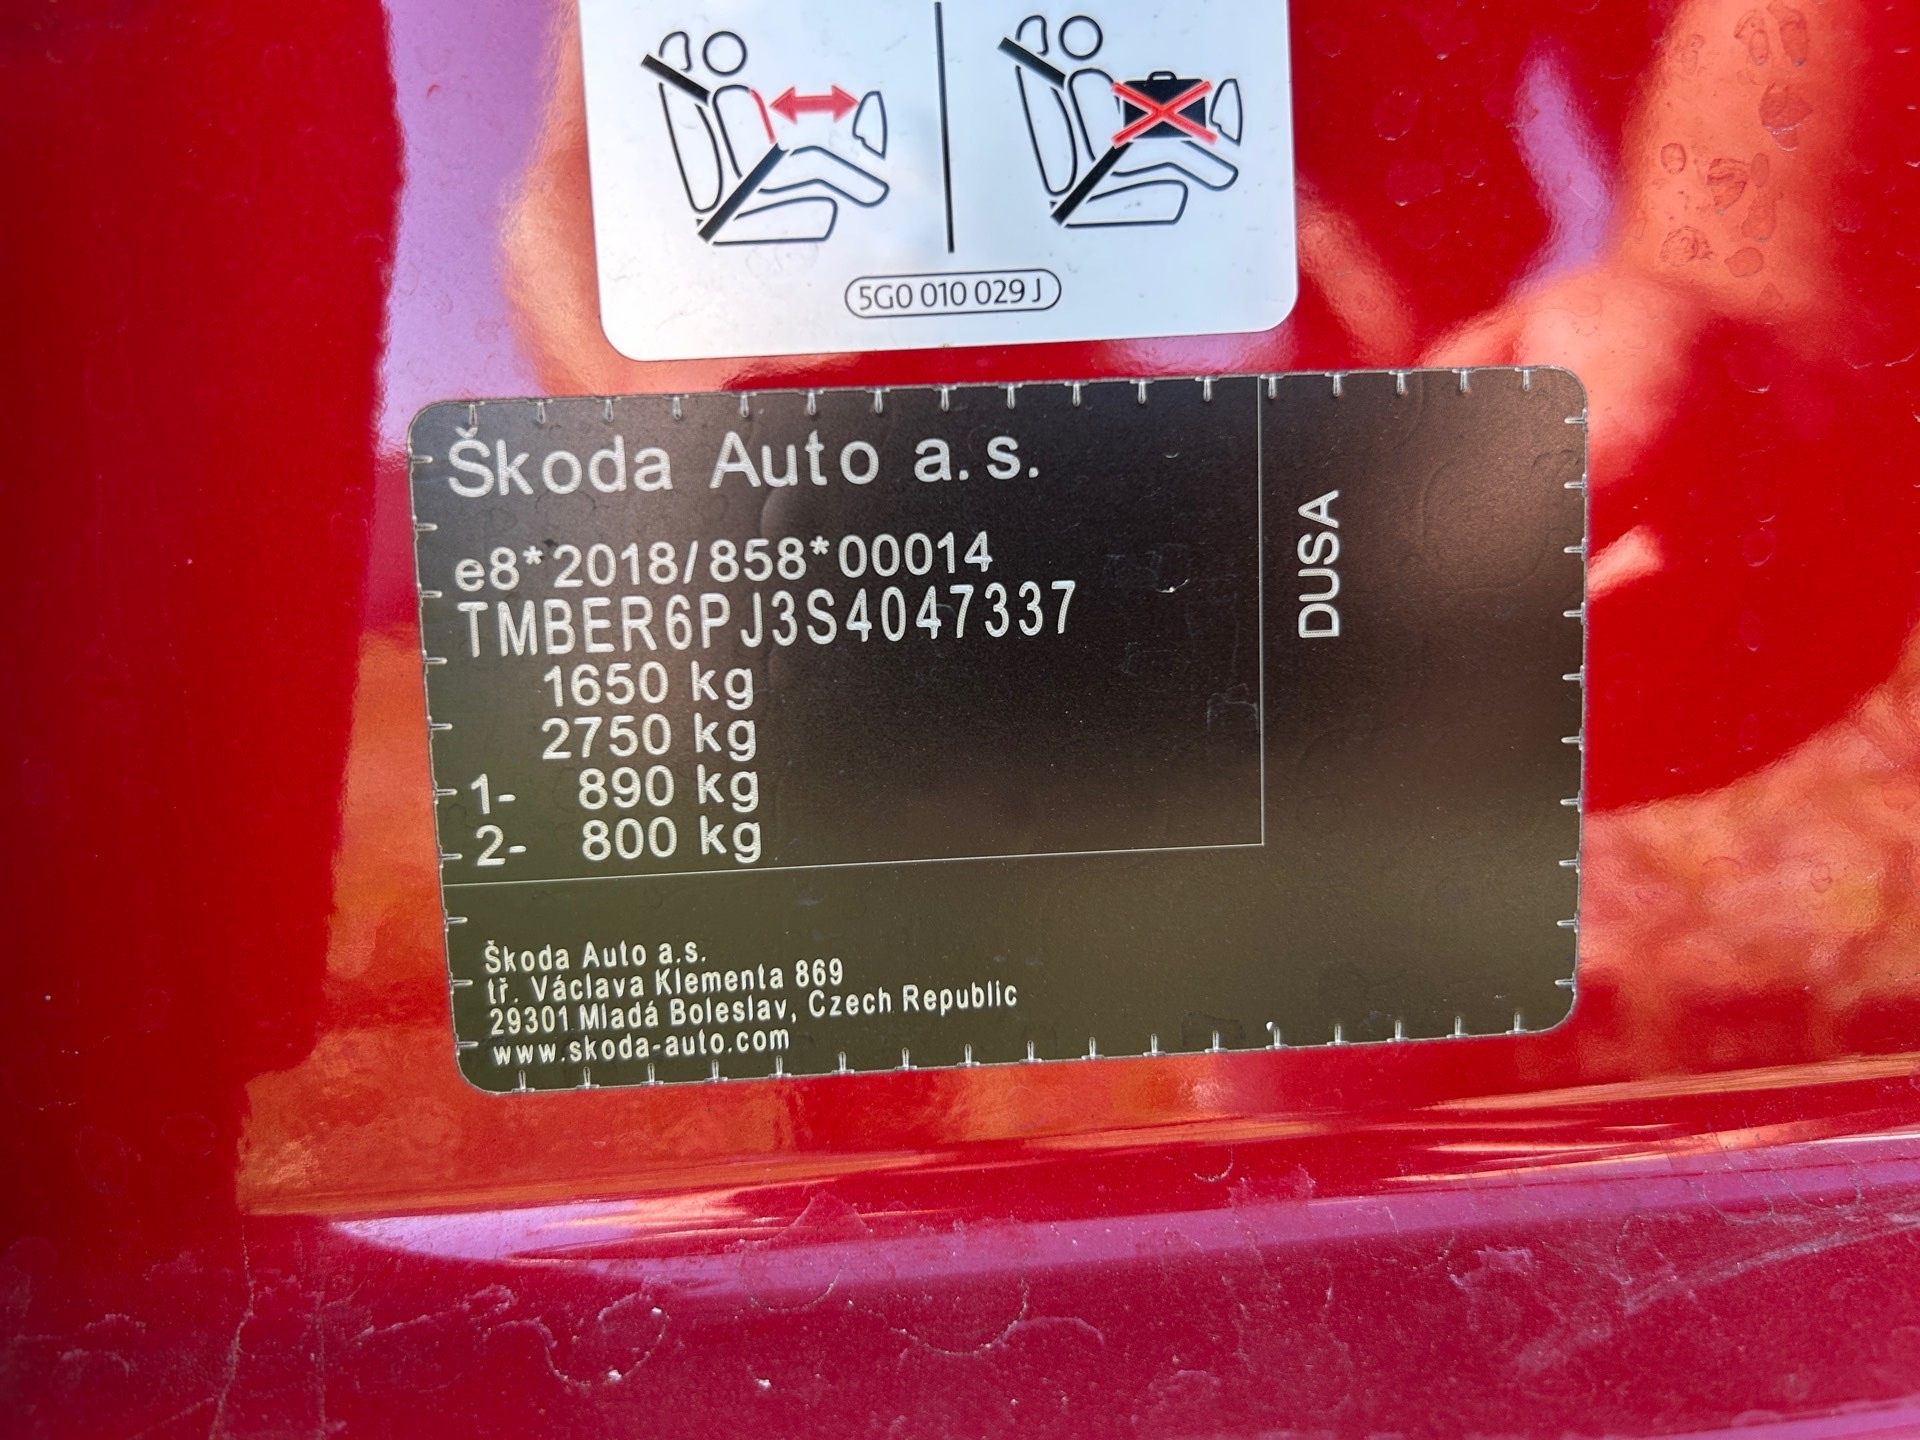 5G0 010 029 J
Škoda Auto a.s.
e8*2018/858*00014
TMBER6PJ3S4047337
1650 kg
2750 kg
1- 890 kg
2- 800 kg
DUSA
Škoda Auto a.s.
tř. Václava Klementa 869
29301 Mladá Boleslav, Czech Republic
www.skoda-auto.com